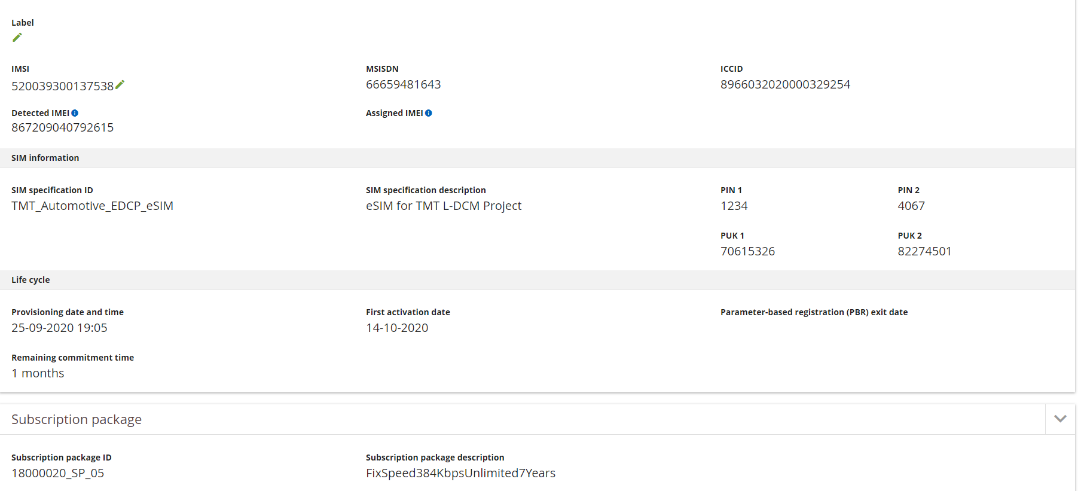 Label
IMSI MSISDN ICCID
520039300137538 66659481643 8966032020000329254
Detected IMEI Assigned IMEI
867209040792615
SIM information
SIM specification ID SIM specification description PIN 1 PIN 2
TMT_Automotive_EDCP_eSIM eSIM for TMT L-DCM Project 1234 4067
PUK 1 PUK 2
70615326 82274501
Life cycle
Provisioning date and time First activation date Parameter-based registration (PBR) exit date
25-09-2020 19:05 14-10-2020
Remaining commitment time
1 months
Subscription package
Subscription package ID Subscription package description
18000020_SP_05 FixSpeed384KbpsUnlimited7Years